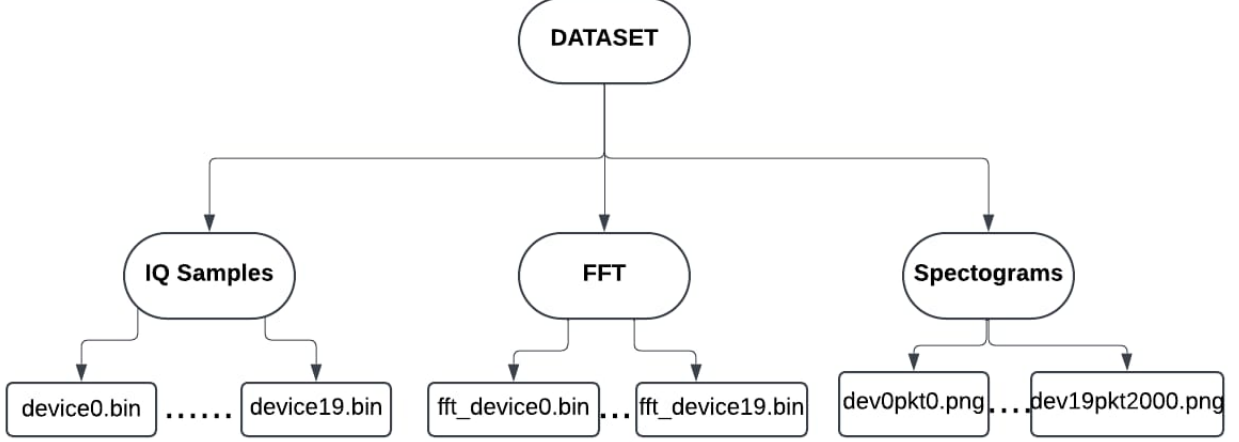 DATASET
IQ Samples
FFT
Spectograms
device0.bin ...... device19.bin
fft_device0.bin ... fft_device19.bin
dev0pkt0.png .... dev19pkt2000.png